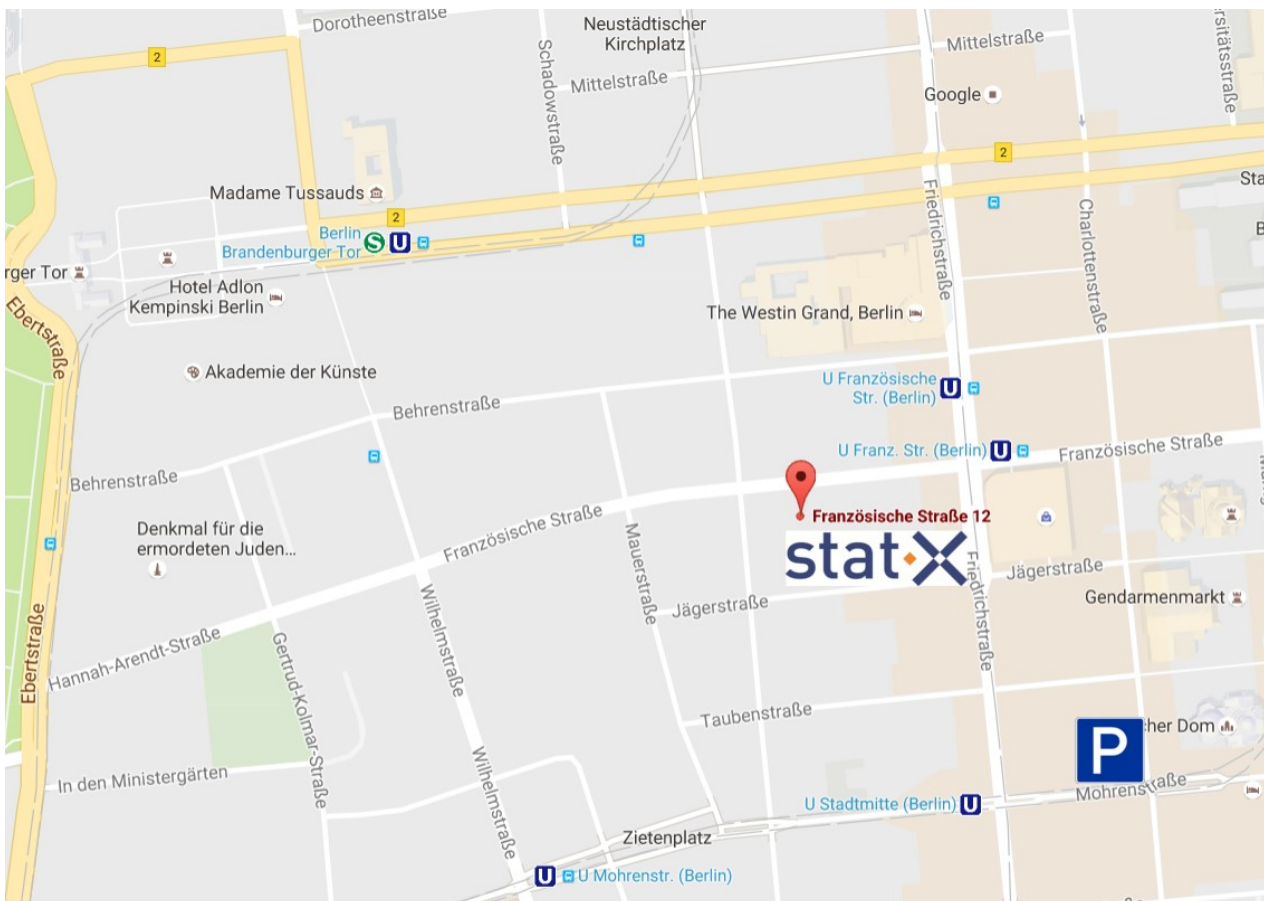 Dorotheenstraße
Neustädtischer
Kirchplatz
Mittelstraße
ersitätsstraße
2
Schadowstraße
Mittelstraße
Google
2
Madame Tussauds
Friedrichstraße
Charlottenstraße
Sta
2
Berlin
Brandenburger Tor
S
U
B
rger Tor
Hotel Adlon
Kempinski Berlin
The Westin Grand, Berlin
Ebertstraße
Akademie der Künste
U Französische
Str. (Berlin)
U
Behrenstraße
U Franz. Str. (Berlin)
U
Französische Straße
Behrenstraße
Denkmal für die
ermordeten Juden...
Französische Straße
Französische Straße 12
stat x
Mauerstraße
Jägerstraße
Jägerstraße
Friedrichstraße
Gendarmenmarkt
Wilhelmstraße
Hannah-Arendt-Straße
Ebertstraße
Gertrud-Kolmar-Straße
Taubenstraße
P
cher Dom
In den Ministergärten
Wilhelmstraße
Mohrenstraße
U Stadtmitte (Berlin)
U
Zietenplatz
U
U Mohrenstr. (Berlin)